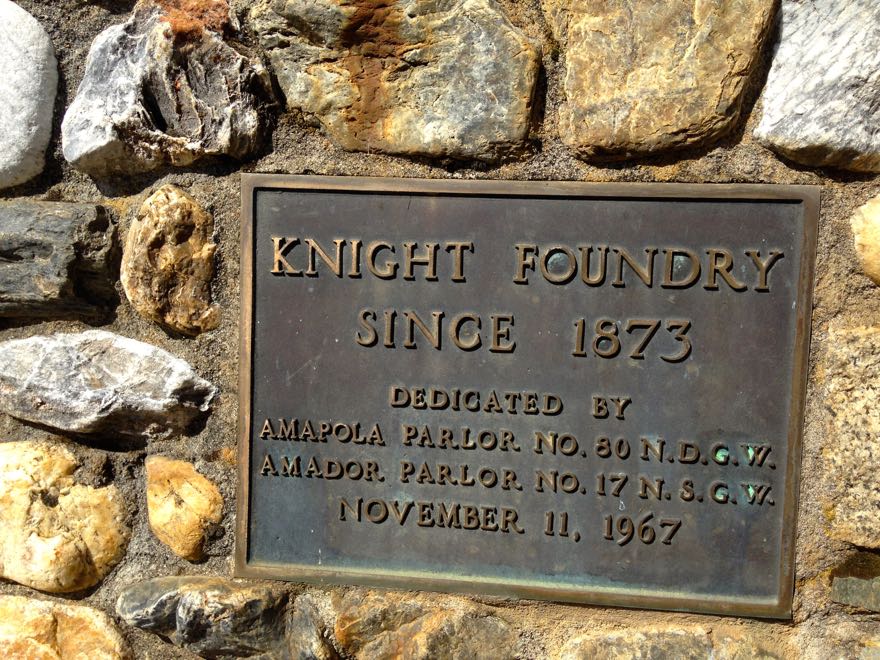 KNIGHT FOUNDRY
SINCE 1873
DEDICATED BY
AMAPOLA PARLOR NO. 80 N.D.G.W.
AMADOR PARLOR NO. 17 N.S.G.W.
NOVEMBER 11, 1967